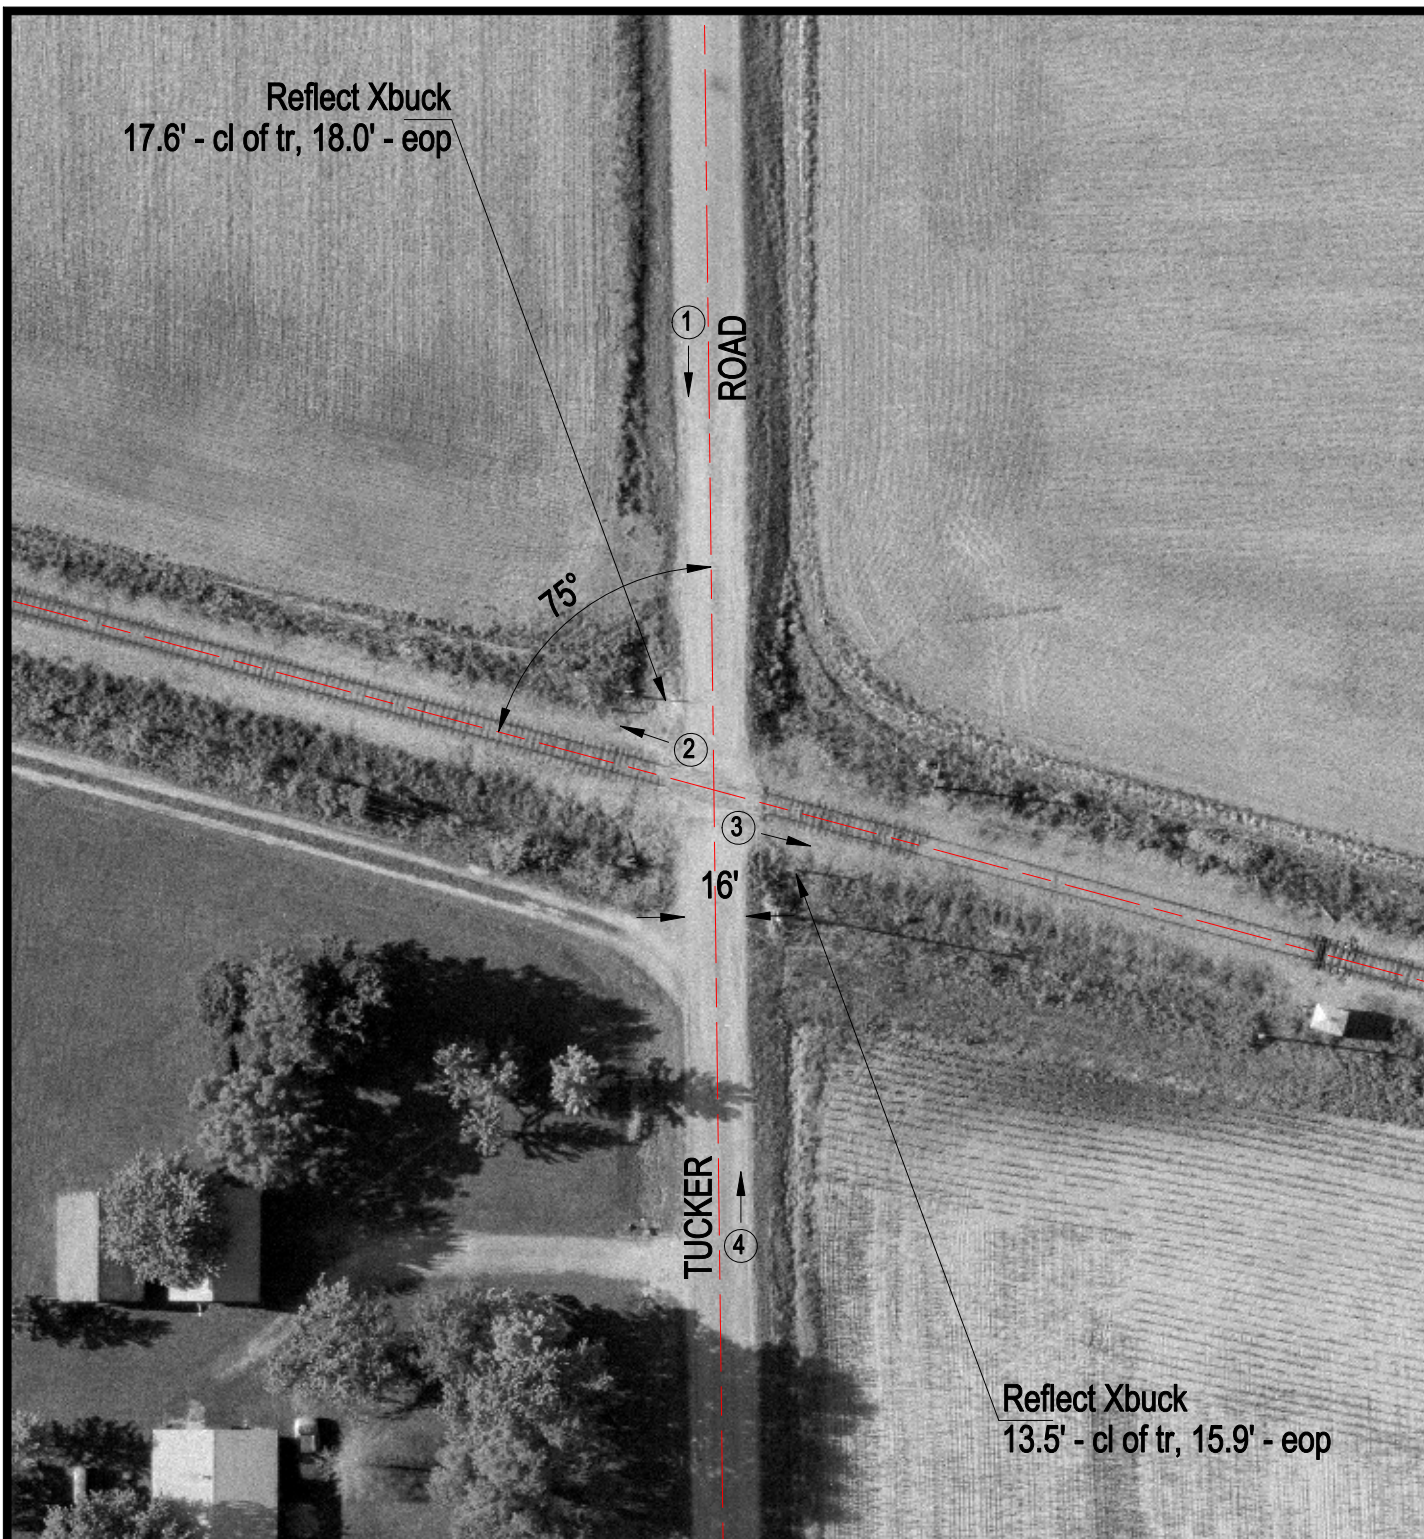 Reflect Xbuck
17.6' - cl of tr, 18.0' - eop
1
ROAD
75°
2
3
16'
TUCKER
4
Reflect Xbuck
13.5' - cl of tr, 15.9' - eop